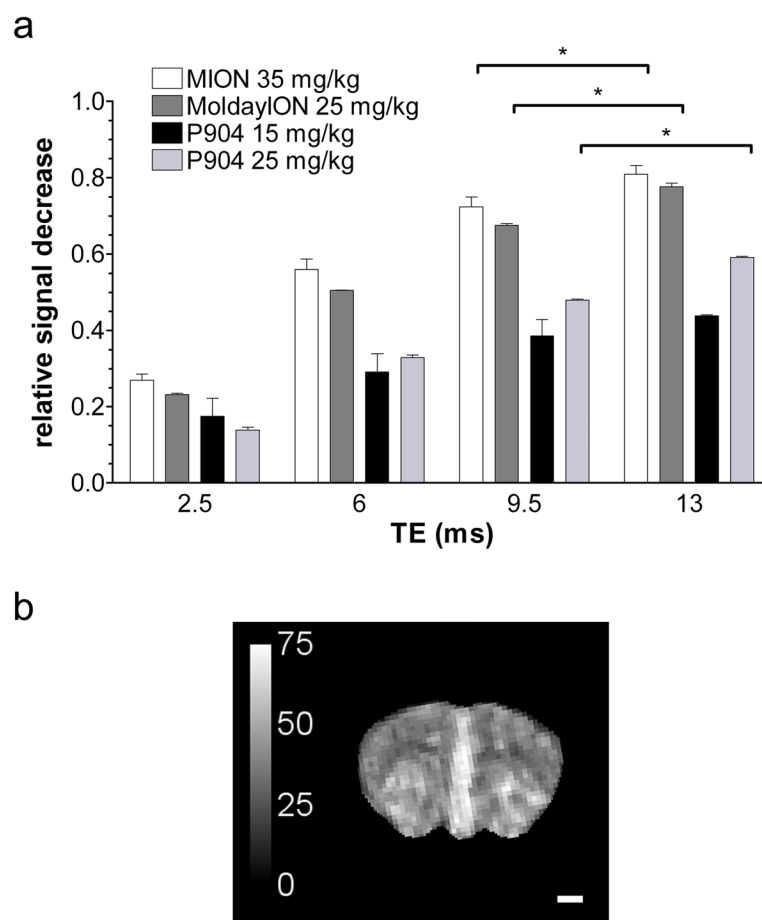 a
*
*
*
MION 35 mg/kg
MoldayION 25 mg/kg
P904 15 mg/kg
P904 25 mg/kg
relative signal decrease
1.0
0.8
0.6
0.4
0.2
0.0
2.5 6 9.5 13
TE (ms)
b
75
50
25
0